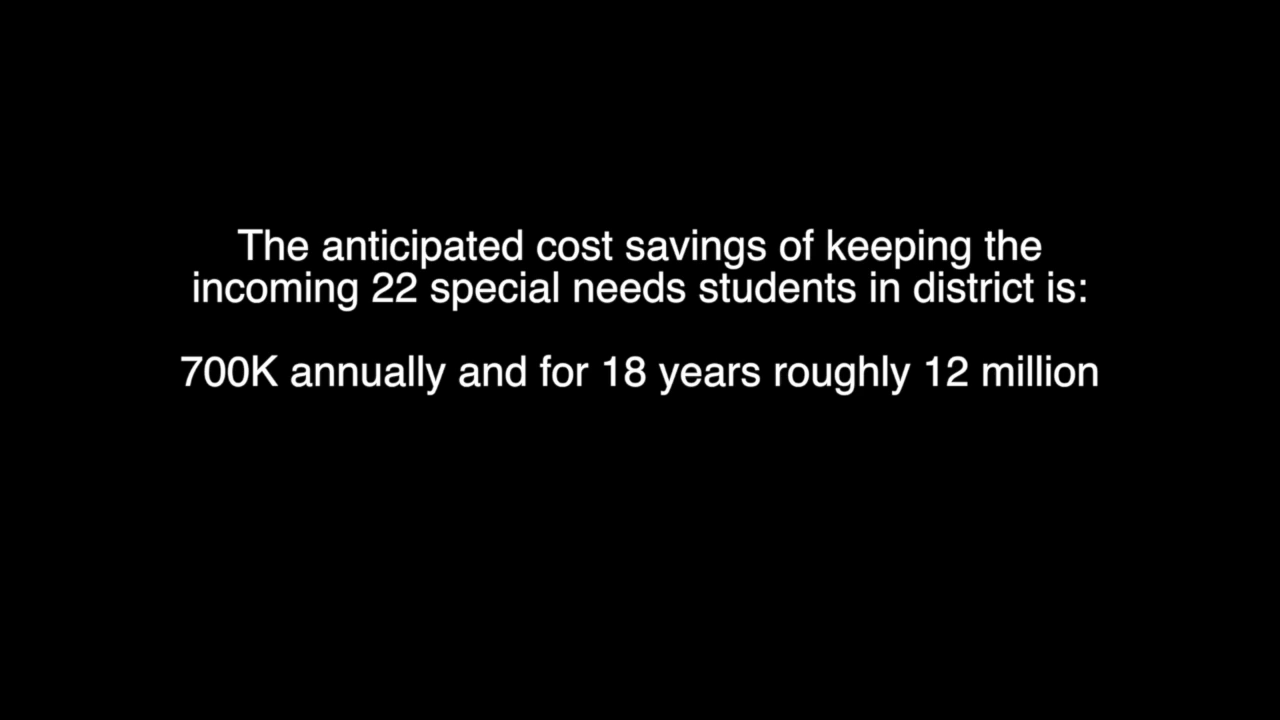 The anticipated cost savings of keeping the
incoming 22 special needs students in district is:
700K annually and for 18 years roughly 12 million